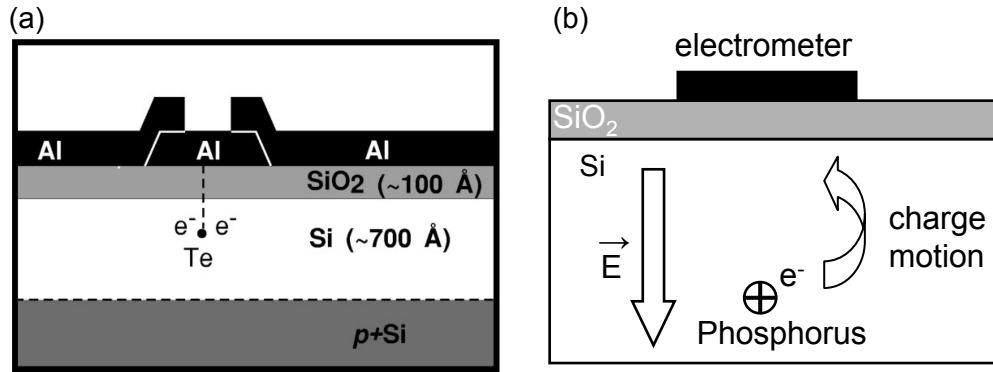 (a)
Al
Al
Al
SiO2 (~100 Å)
e- e-
Te
Si (~700 Å)
p+Si
(b)
electrometer
SiO2
Si
E
charge
motion
e-
Phosphorus